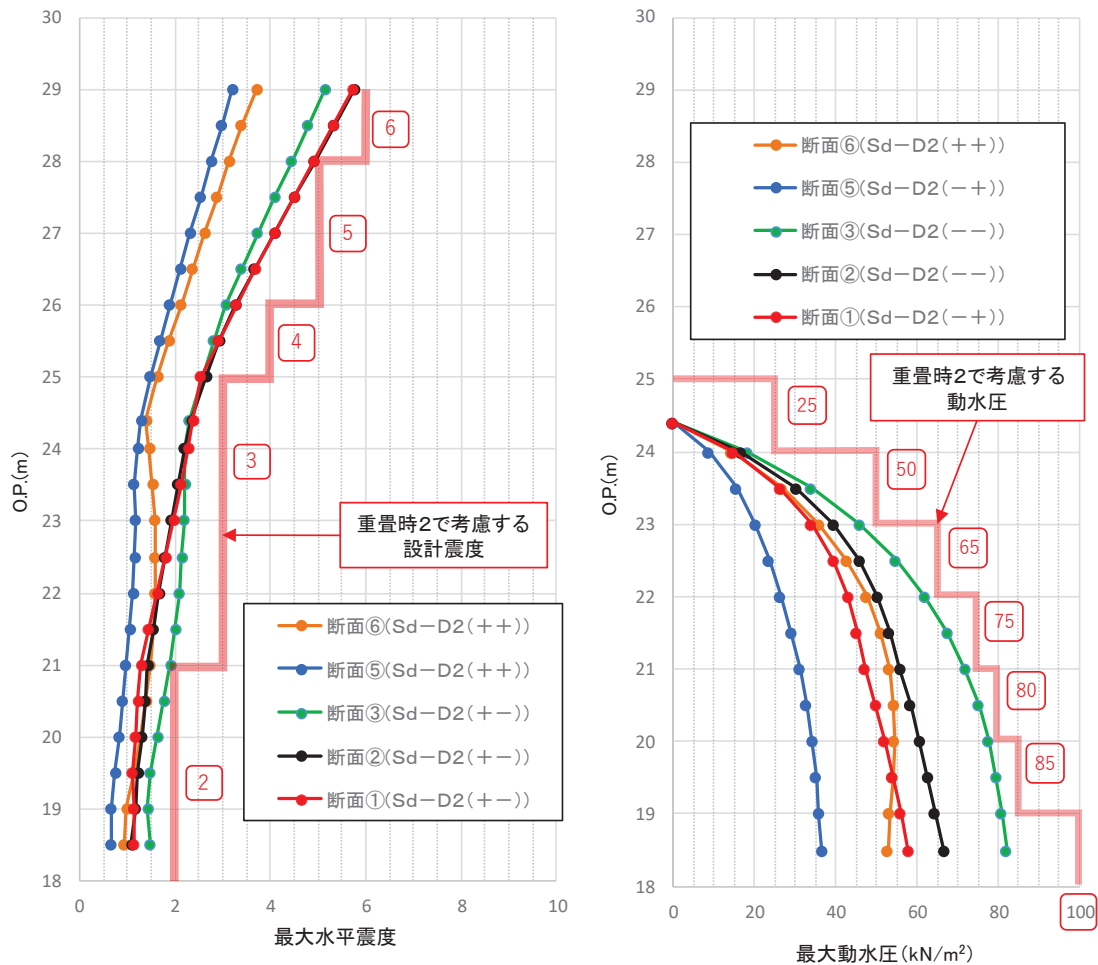 30
29
28
27
26
25
24
23
22
21
20
19
18
O.P.(m)
0
2
4
6
8
10
最大水平震度
6
5
4
3
2
重畳時2で考慮する
設計震度
断面⑥(Sd－D2(＋＋))
断面⑤(Sd－D2(＋＋))
断面③(Sd－D2(＋－))
断面②(Sd－D2(＋－))
断面①(Sd－D2(＋－))
30
29
28
27
26
25
24
23
22
21
20
19
18
O.P.(m)
0
20
40
60
80
100
最大動水圧(kN/m²)
断面⑥(Sd－D2(＋＋))
断面⑤(Sd－D2(－＋))
断面③(Sd－D2(－－))
断面②(Sd－D2(－－))
断面①(Sd－D2(－＋))
重畳時2で考慮する
動水圧
25
50
65
75
80
85